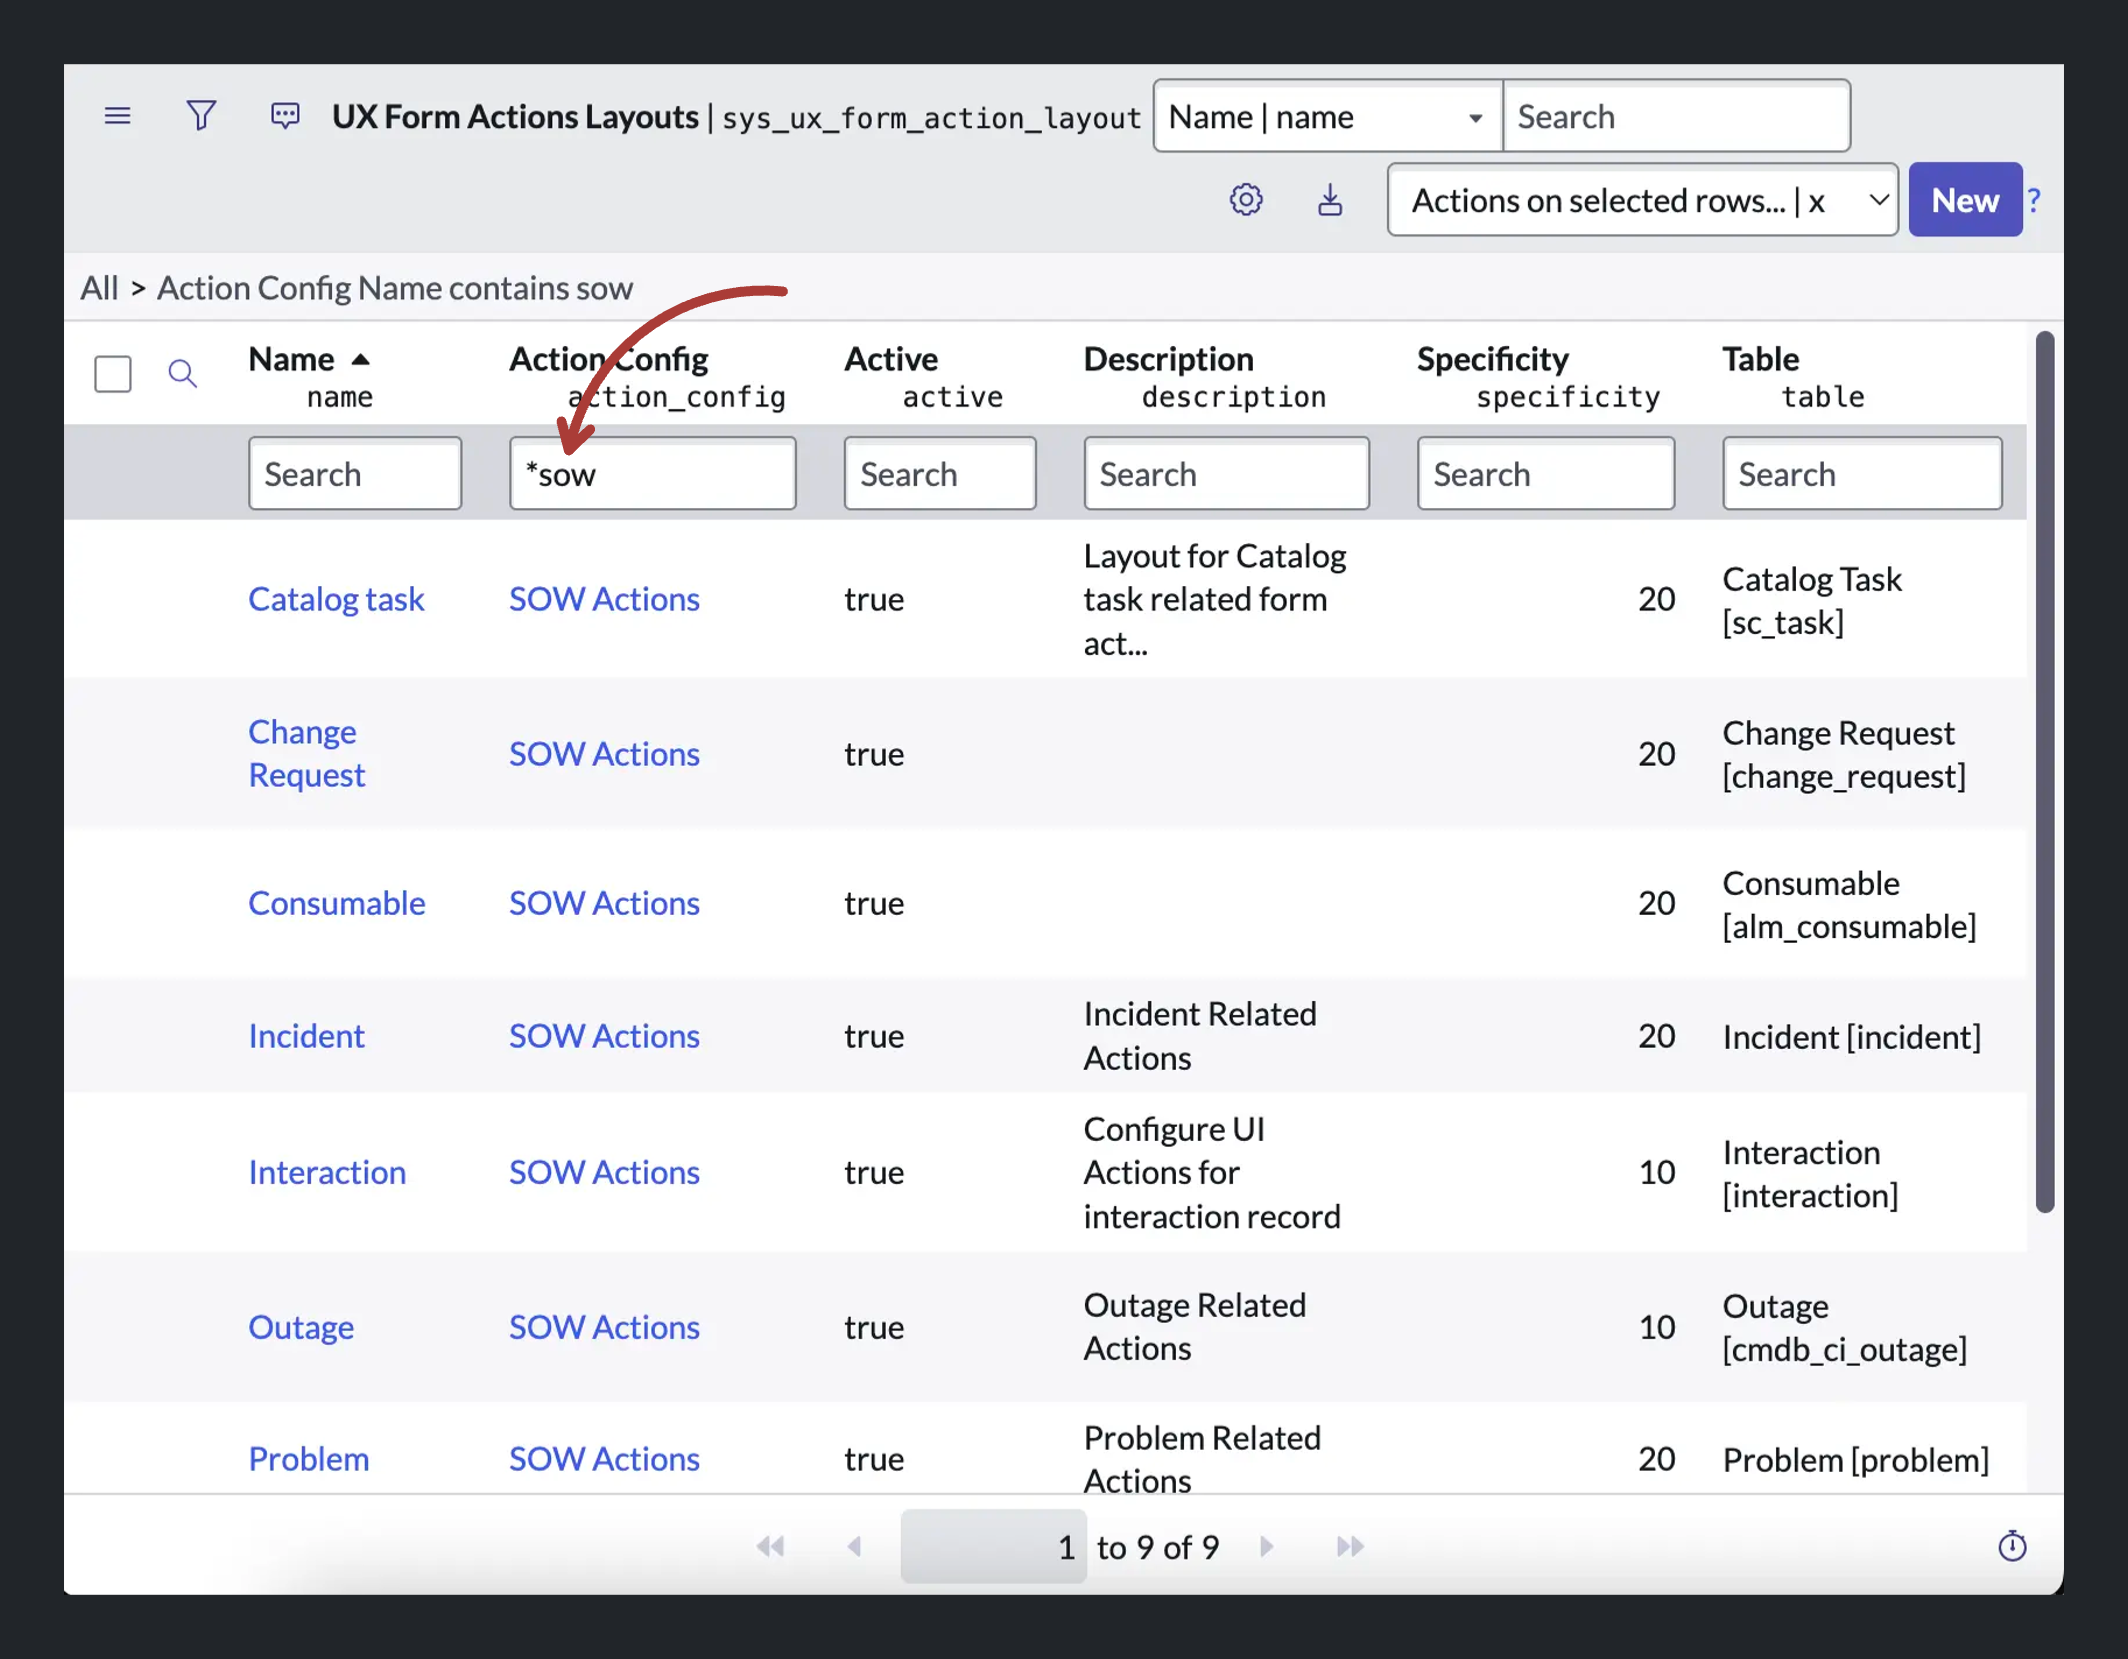 UX Form Actions Layouts | sys_ux_form_action_layout Name | name Search
Actions on selected rows... | x New ?
All > Action Config Name contains sow
Name Action Config Active Description Specificity Table
name action_config active description specificity table
Search *sow Search Search Search Search
Catalog task SOW Actions true Layout for Catalog task related form act... 20 Catalog Task [sc_task]
Change Request SOW Actions true 20 Change Request [change_request]
Consumable SOW Actions true 20 Consumable [alm_consumable]
Incident SOW Actions true Incident Related Actions 20 Incident [incident]
Interaction SOW Actions true Configure UI Actions for interaction record 10 Interaction [interaction]
Outage SOW Actions true Outage Related Actions 10 Outage [cmdb_ci_outage]
Problem SOW Actions true Problem Related Actions 20 Problem [problem]
1 to 9 of 9